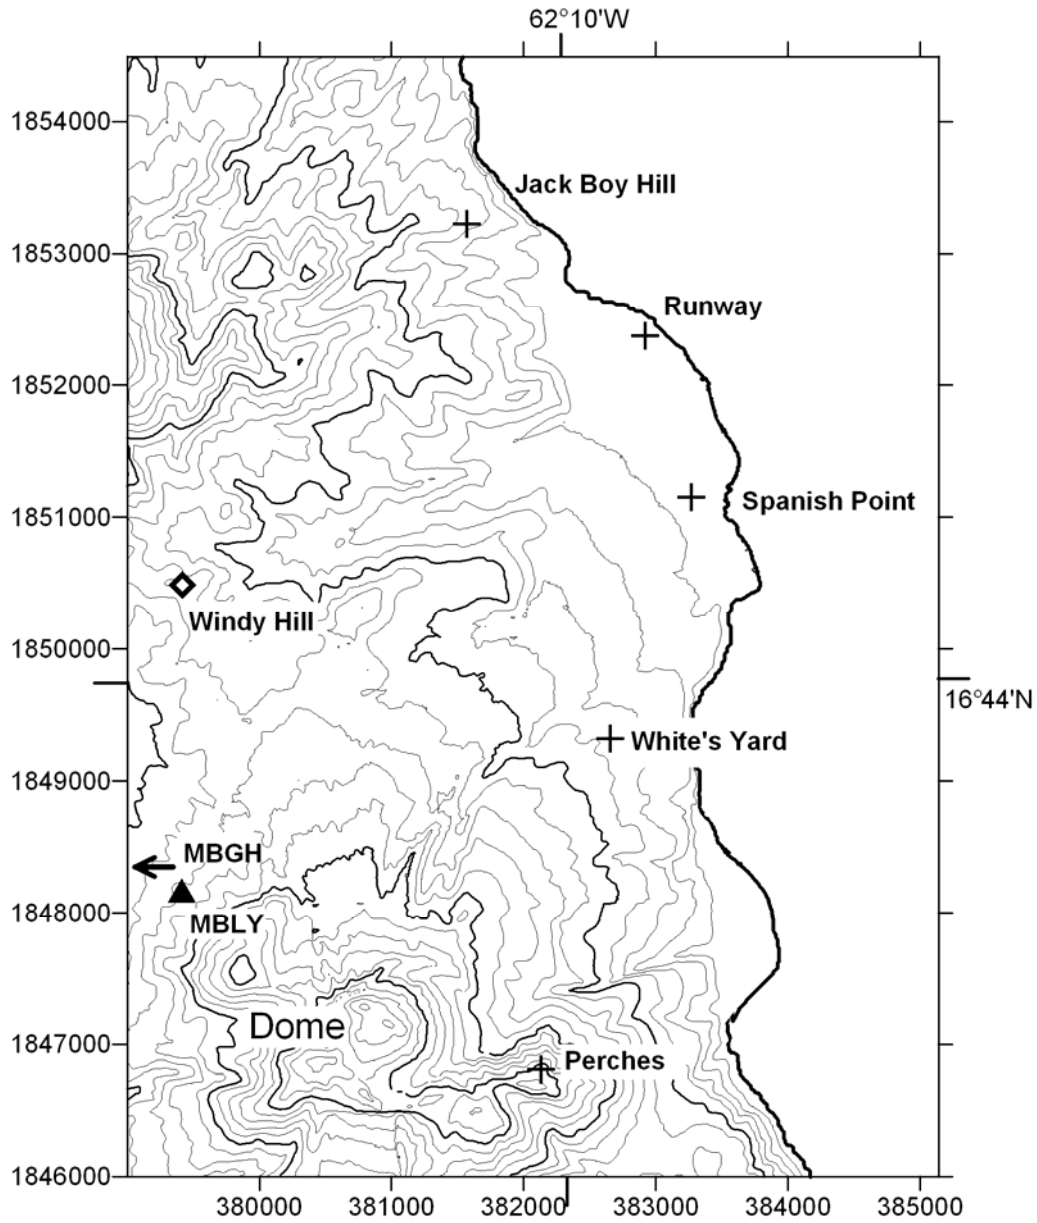 62°10'W
1854000
Jack Boy Hill
1853000
Runway
1852000
1851000
Spanish Point
Windy Hill
1850000
16°44'N
White's Yard
1849000
MBGH
1848000
MBLY
Dome
1847000
Perches
1846000
380000 381000 382000 383000 384000 385000